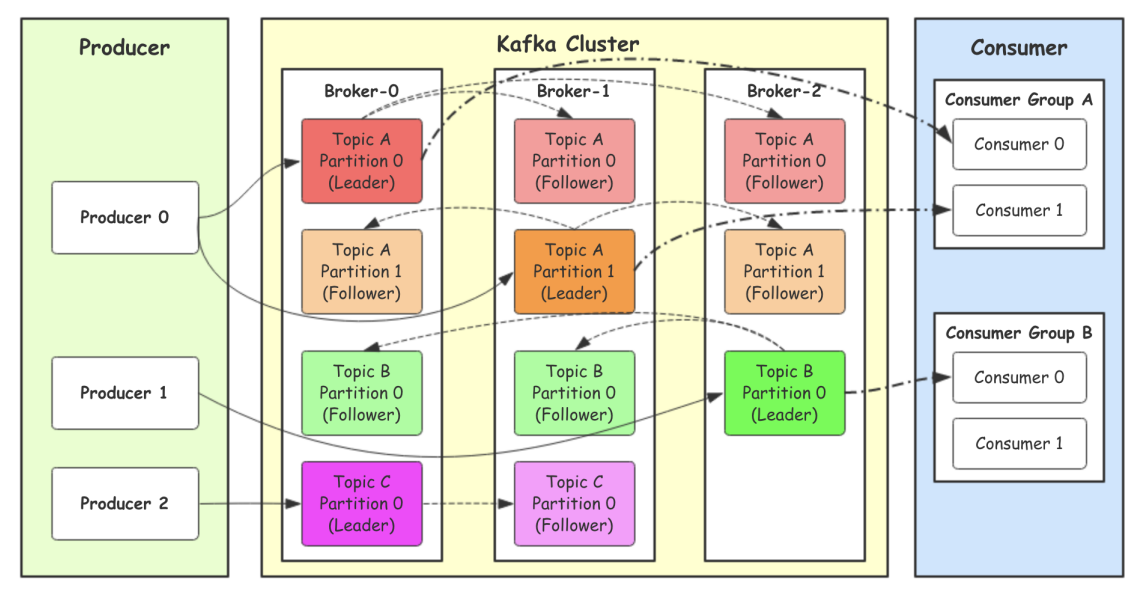 Producer
Producer 0
Producer 1
Producer 2
Kafka Cluster
Broker-0
Topic A
Partition 0
(Leader)
Topic A
Partition 1
(Follower)
Topic B
Partition 0
(Follower)
Topic C
Partition 0
(Leader)
Broker-1
Topic A
Partition 0
(Follower)
Topic A
Partition 1
(Leader)
Topic B
Partition 0
(Follower)
Topic C
Partition 0
(Follower)
Broker-2
Topic A
Partition 0
(Follower)
Topic A
Partition 1
(Follower)
Topic B
Partition 0
(Leader)
Consumer
Consumer Group A
Consumer 0
Consumer 1
Consumer Group B
Consumer 0
Consumer 1